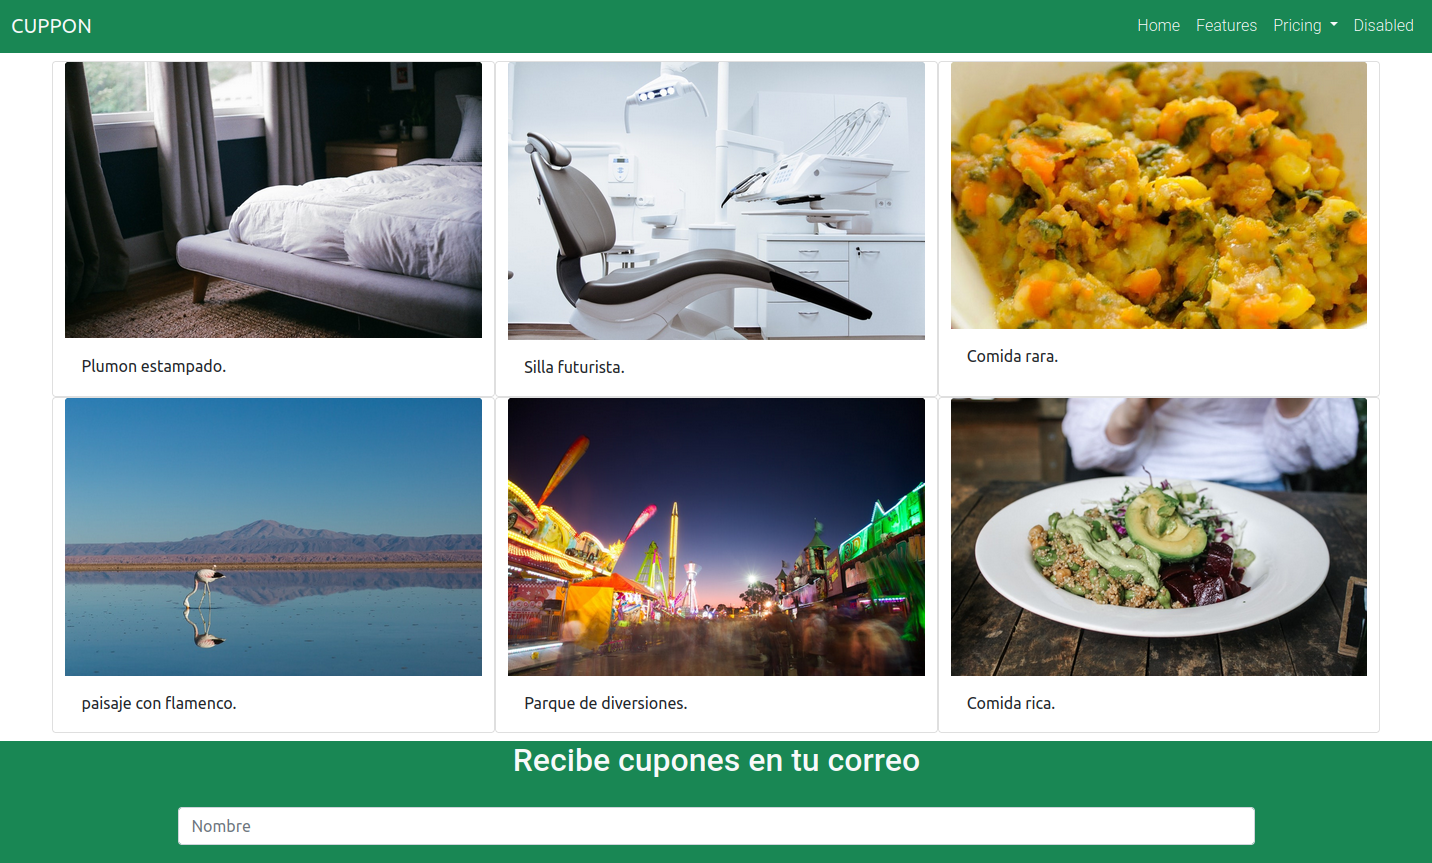 CUPPON
Home Features Pricing Disabled
Plumon estampado.
Silla futurista.
Comida rara.
paisaje con flamenco.
Parque de diversiones.
Comida rica.
Recibe cupones en tu correo
Nombre